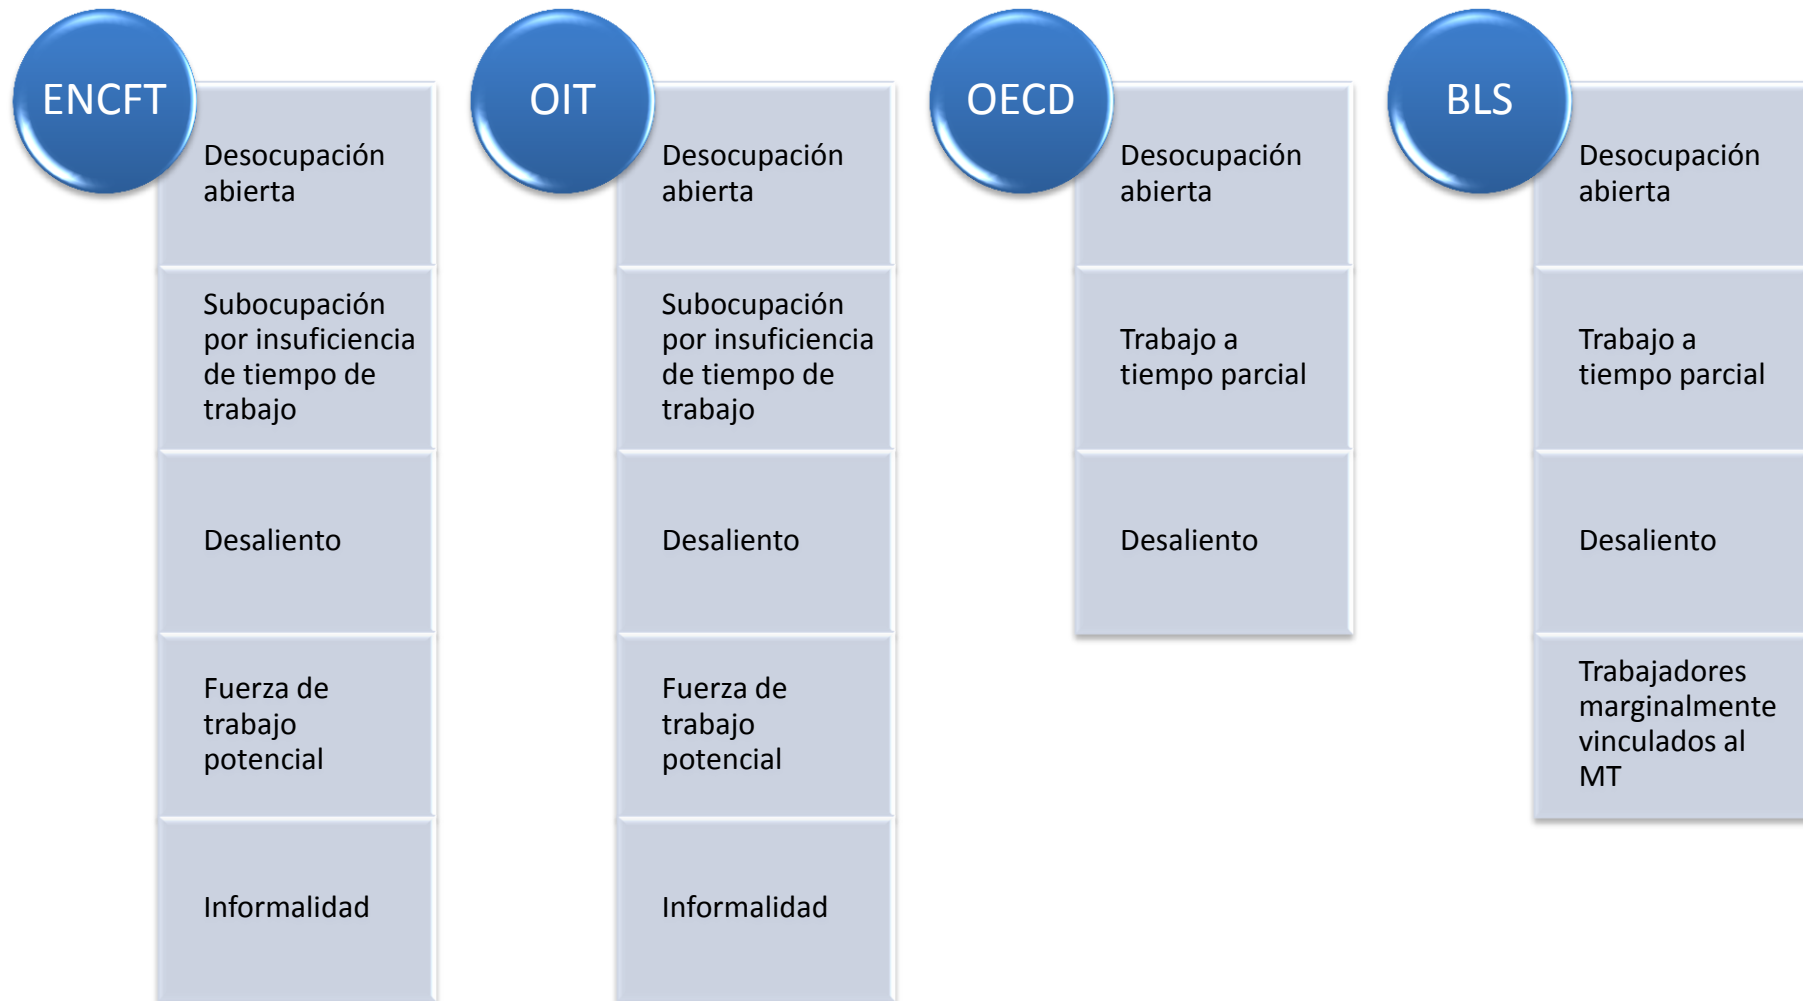 ENCFT
Desocupación
abierta
Subocupación
por insuficiencia
de tiempo de
trabajo
Desaliento
Fuerza de
trabajo
potencial
Informalidad
OIT
Desocupación
abierta
Subocupación
por insuficiencia
de tiempo de
trabajo
Desaliento
Fuerza de
trabajo
potencial
Informalidad
OECD
Desocupación
abierta
Trabajo a
tiempo parcial
Desaliento
BLS
Desocupación
abierta
Trabajo a
tiempo parcial
Desaliento
Trabajadores
marginalmente
vinculados al
MT